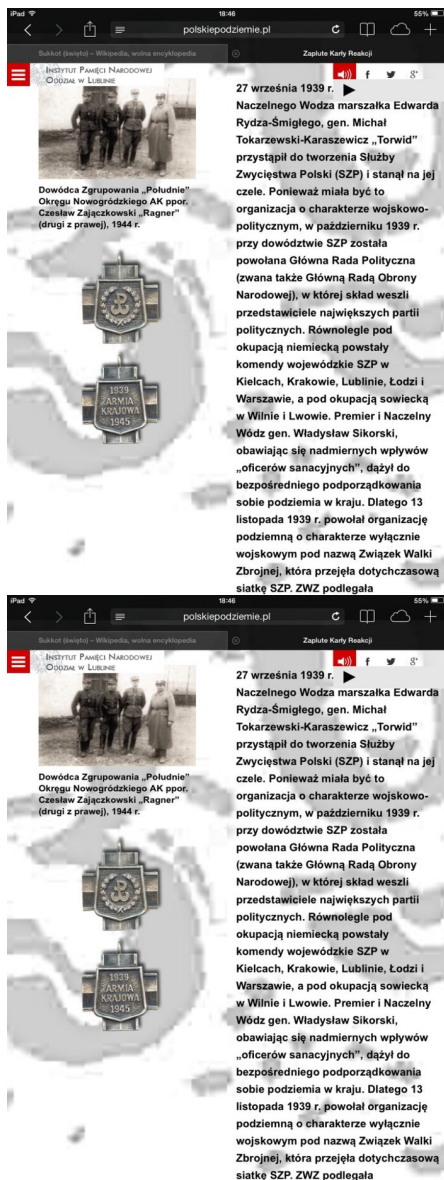 iPad 18:46 55%
polskiepodziemie.pl
Sukkot (święto) – Wikipedia, wolna encyklopedia
Zaplute Karły Reakcji
INSTYTUT PAMIĘCI NARODOWEJ
ODDZIAŁ W LUBLINIE
Dowódca Zgrupowania „Południe”
Okręgu Nowogródzkiego AK ppor.
Czesław Zajączkowski „Ragner”
(drugi z prawej), 1944 r.
1939
ARMIA
KRAJOWA
1945
f g+
27 września 1939 r.
Naczelnego Wodza marszałka Edwarda
Rydza-Śmigłego, gen. Michał
Tokarzewski-Karaszewicz „Torwid”
przystąpił do tworzenia Służby
Zwycięstwa Polski (SZP) i stanął na jej
czele. Ponieważ miała być to
organizacja o charakterze wojskowo-
politycznym, w październiku 1939 r.
przy dowództwie SZP została
powołana Główna Rada Polityczna
(zwana także Główną Radą Obrony
Narodowej), w której skład weszli
przedstawiciele największych partii
politycznych. Równolegle pod
okupacją niemiecką powstały
komendy wojewódzkie SZP w
Kielcach, Krakowie, Lublinie, Łodzi i
Warszawie, a pod okupacją sowiecką
w Wilnie i Lwowie. Premier i Naczelny
Wódz gen. Władysław Sikorski,
obawiając się nadmiernych wpływów
„oficerów sanacyjnych”, dążył do
bezpośredniego podporządkowania
sobie podziemia w kraju. Dlatego 13
listopada 1939 r. powołał organizację
podziemną o charakterze wyłącznie
wojskowym pod nazwą Związek Walki
Zbrojnej, która przejęła dotychczasową
siatkę SZP. ZWZ podlegała
iPad 18:46 55%
polskiepodziemie.pl
Sukkot (święto) – Wikipedia, wolna encyklopedia
Zaplute Karły Reakcji
INSTYTUT PAMIĘCI NARODOWEJ
ODDZIAŁ W LUBLINIE
Dowódca Zgrupowania „Południe”
Okręgu Nowogródzkiego AK ppor.
Czesław Zajączkowski „Ragner”
(drugi z prawej), 1944 r.
1939
ARMIA
KRAJOWA
1945
f g+
27 września 1939 r.
Naczelnego Wodza marszałka Edwarda
Rydza-Śmigłego, gen. Michał
Tokarzewski-Karaszewicz „Torwid”
przystąpił do tworzenia Służby
Zwycięstwa Polski (SZP) i stanął na jej
czele. Ponieważ miała być to
organizacja o charakterze wojskowo-
politycznym, w październiku 1939 r.
przy dowództwie SZP została
powołana Główna Rada Polityczna
(zwana także Główną Radą Obrony
Narodowej), w której skład weszli
przedstawiciele największych partii
politycznych. Równolegle pod
okupacją niemiecką powstały
komendy wojewódzkie SZP w
Kielcach, Krakowie, Lublinie, Łodzi i
Warszawie, a pod okupacją sowiecką
w Wilnie i Lwowie. Premier i Naczelny
Wódz gen. Władysław Sikorski,
obawiając się nadmiernych wpływów
„oficerów sanacyjnych”, dążył do
bezpośredniego podporządkowania
sobie podziemia w kraju. Dlatego 13
listopada 1939 r. powołał organizację
podziemną o charakterze wyłącznie
wojskowym pod nazwą Związek Walki
Zbrojnej, która przejęła dotychczasową
siatkę SZP. ZWZ podlegała